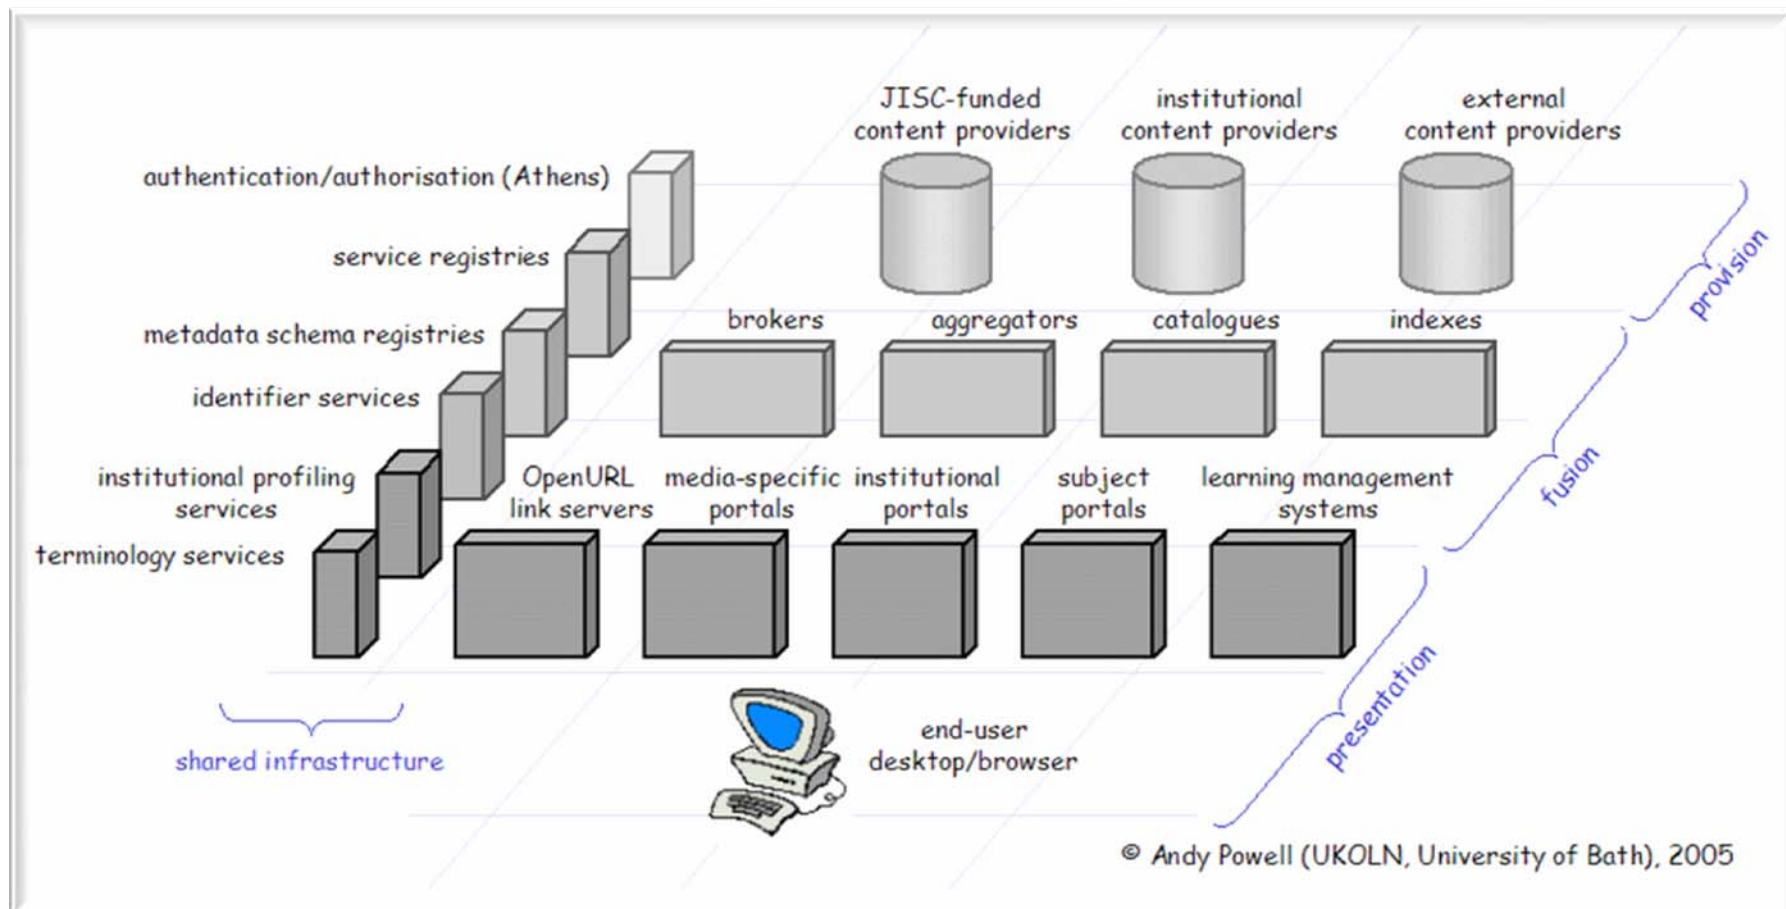 JISC-funded
content providers
institutional
content providers
external
content providers
authentication/authorisation (Athens)
service registries
provision
brokers
aggregators
catalogues
indexes
metadata schema registries
identifier services
fusion
institutional profiling
services
OpenURL
link servers
media-specific
portals
institutional
portals
subject
portals
learning management
systems
terminology services
presentation
shared infrastructure
end-user
desktop/browser
© Andy Powell (UKOLN, University of Bath), 2005